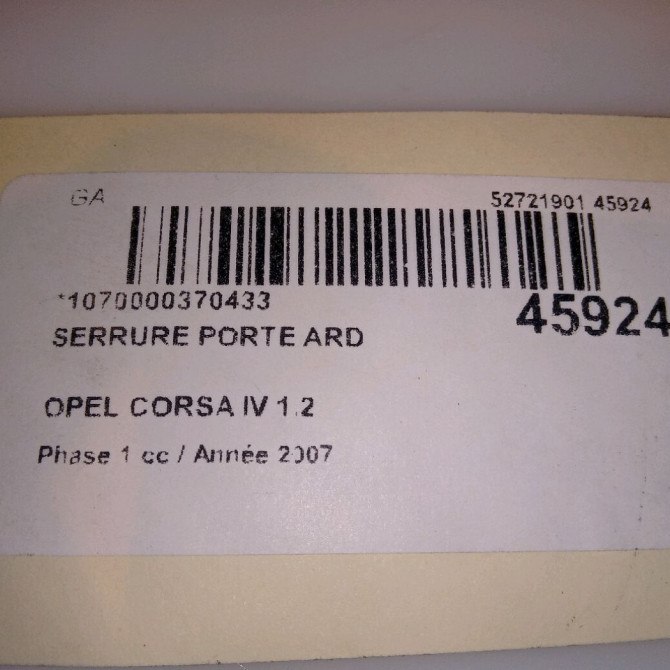 GA
52721901 45924
*1070000370433
45924
SERRURE PORTE ARD
OPEL CORSA IV 1.2
Phase 1 cc / Année 2007